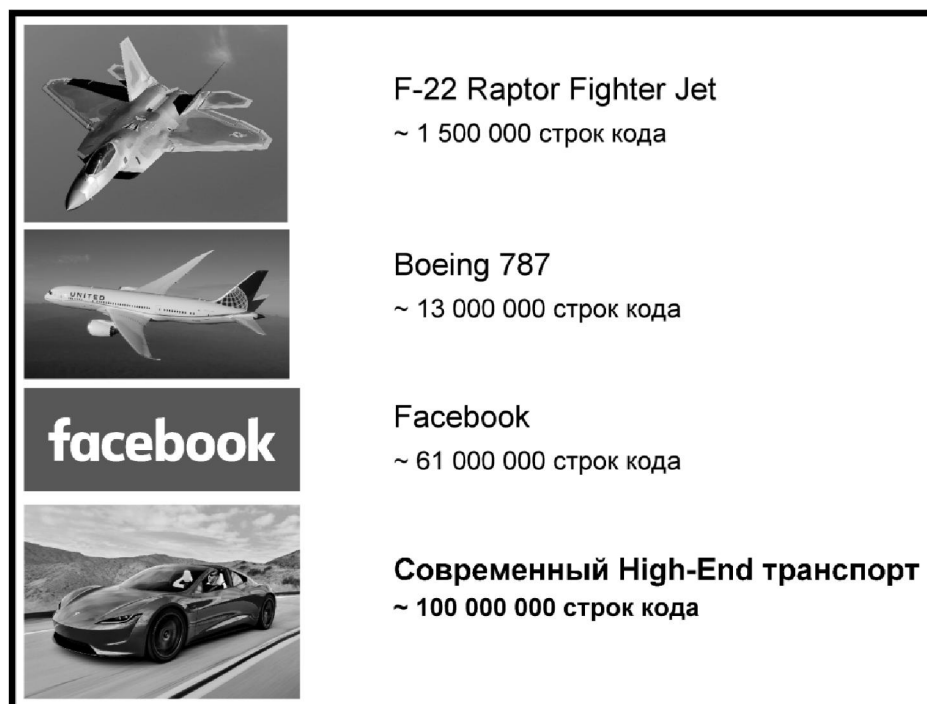 F-22 Raptor Fighter Jet
~ 1 500 000 строк кода
UNITED
Boeing 787
~ 13 000 000 строк кода
facebook
Facebook
~ 61 000 000 строк кода
Современный High-End транспорт
~ 100 000 000 строк кода